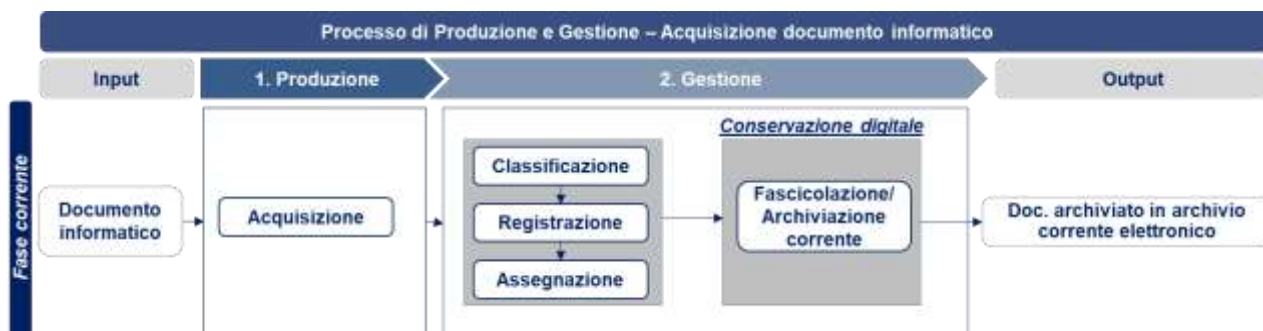 Processo di Produzione e Gestione – Acquisizione documento informatico
Input
1. Produzione
2. Gestione
Output
Fase corrente
Documento
informatico
Acquisizione
Classificazione
Registrazione
Assegnazione
Conservazione digitale
Fascicolazione/
Archiviazione
corrente
Doc. archiviato in archivio
corrente elettronico